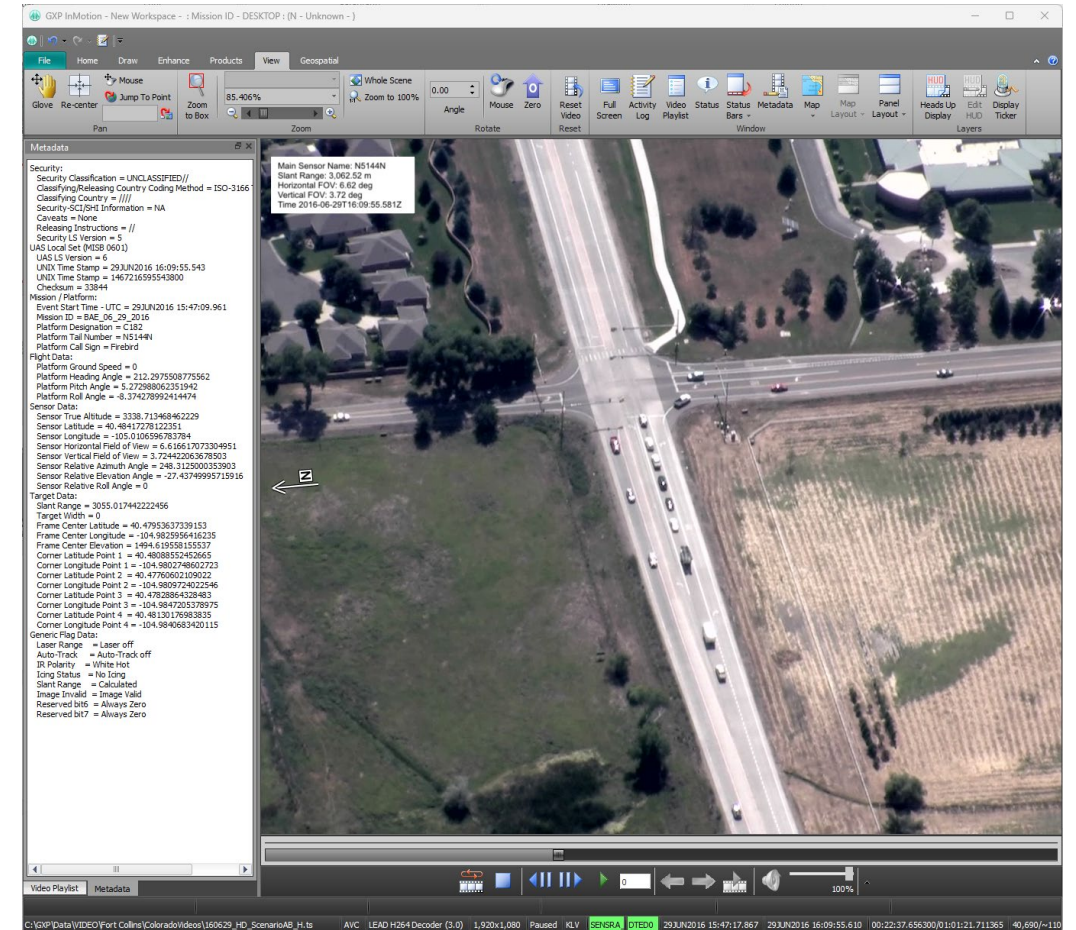 GXP InMotion - New Workspace - : Mission ID - DESKTOP : (N - Unknown - )
File Home Draw Enhance Products View Geospatial
Glove Re-center Mouse Jump To Point
Pan
Zoom to Box 85.406% Whole Scene Zoom to 100%
Zoom
0.00 Angle Mouse Zero
Rotate
Reset Video
Reset
Full Screen Activity Log Video Playlist Status Status Bars Metadata Map Map Layout Panel Layout
Window
HUD HUD
Heads Up Display Edit HUD Display Ticker
Layers
Metadata
Security:
Security Classification = UNCLASSIFIED//
Classifying/Releasing Country Coding Method = ISO-3166
Classifying Country = ////
Security-SCI/SHI Information = NA
Caveats = None
Releasing Instructions = //
Security LS Version = 5
UAS Local Set (MISB 0601)
UAS LS Version = 6
UNIX Time Stamp = 29JUN2016 16:09:55.543
UNIX Time Stamp = 1467216595543800
Checksum = 33844
Mission / Platform:
Event Start Time - UTC = 29JUN2016 15:47:09.961
Mission ID = BAE_06_29_2016
Platform Designation = C182
Platform Tail Number = N5144N
Platform Call Sign = Firebird
Flight Data:
Platform Ground Speed = 0
Platform Heading Angle = 212.2975508775562
Platform Pitch Angle = 5.272988062351942
Platform Roll Angle = -8.374278992414474
Sensor Data:
Sensor True Altitude = 3338.713468462229
Sensor Latitude = 40.48417278122351
Sensor Longitude = -105.0106596783784
Sensor Horizontal Field of View = 6.616617073304951
Sensor Vertical Field of View = 3.724422063678503
Sensor Relative Azimuth Angle = 248.3125000353903
Sensor Relative Elevation Angle = -27.43749995715916
Sensor Relative Roll Angle = 0
Target Data:
Slant Range = 3055.017442222456
Target Width = 0
Frame Center Latitude = 40.47953637339153
Frame Center Longitude = -104.9825956416235
Frame Center Elevation = 1494.619558155537
Corner Latitude Point 1 = 40.48088552452665
Corner Longitude Point 1 = -104.9802748602723
Corner Latitude Point 2 = 40.47760602109022
Corner Longitude Point 2 = -104.9809724022546
Corner Latitude Point 3 = 40.47828864328483
Corner Longitude Point 3 = -104.9847205378975
Corner Latitude Point 4 = 40.48130176983835
Corner Longitude Point 4 = -104.9840683420115
Generic Flag Data:
Laser Range = Laser off
Auto-Track = Auto-Track off
IR Polarity = White Hot
Icing Status = No Icing
Slant Range = Calculated
Image Invalid = Image Valid
Reserved bit6 = Always Zero
Reserved bit7 = Always Zero
Main Sensor Name: N5144N
Slant Range: 3,062.52 m
Horizontal FOV: 6.62 deg
Vertical FOV: 3.72 deg
Time 2016-06-29T16:09:55.581Z
N
Video Playlist Metadata
0
100%
C:\GXP\Data\VIDEO\Fort Collins\ColoradoVideos\160629_HD_ScenarioAB_H.ts AVC LEAD H264 Decoder (3.0) 1,920x1,080 Paused KLV SENSRA DTED0 29JUN2016 15:47:17.867 29JUN2016 16:09:55.610 00:22:37.656300/01:01:21.711365 40,690/~110